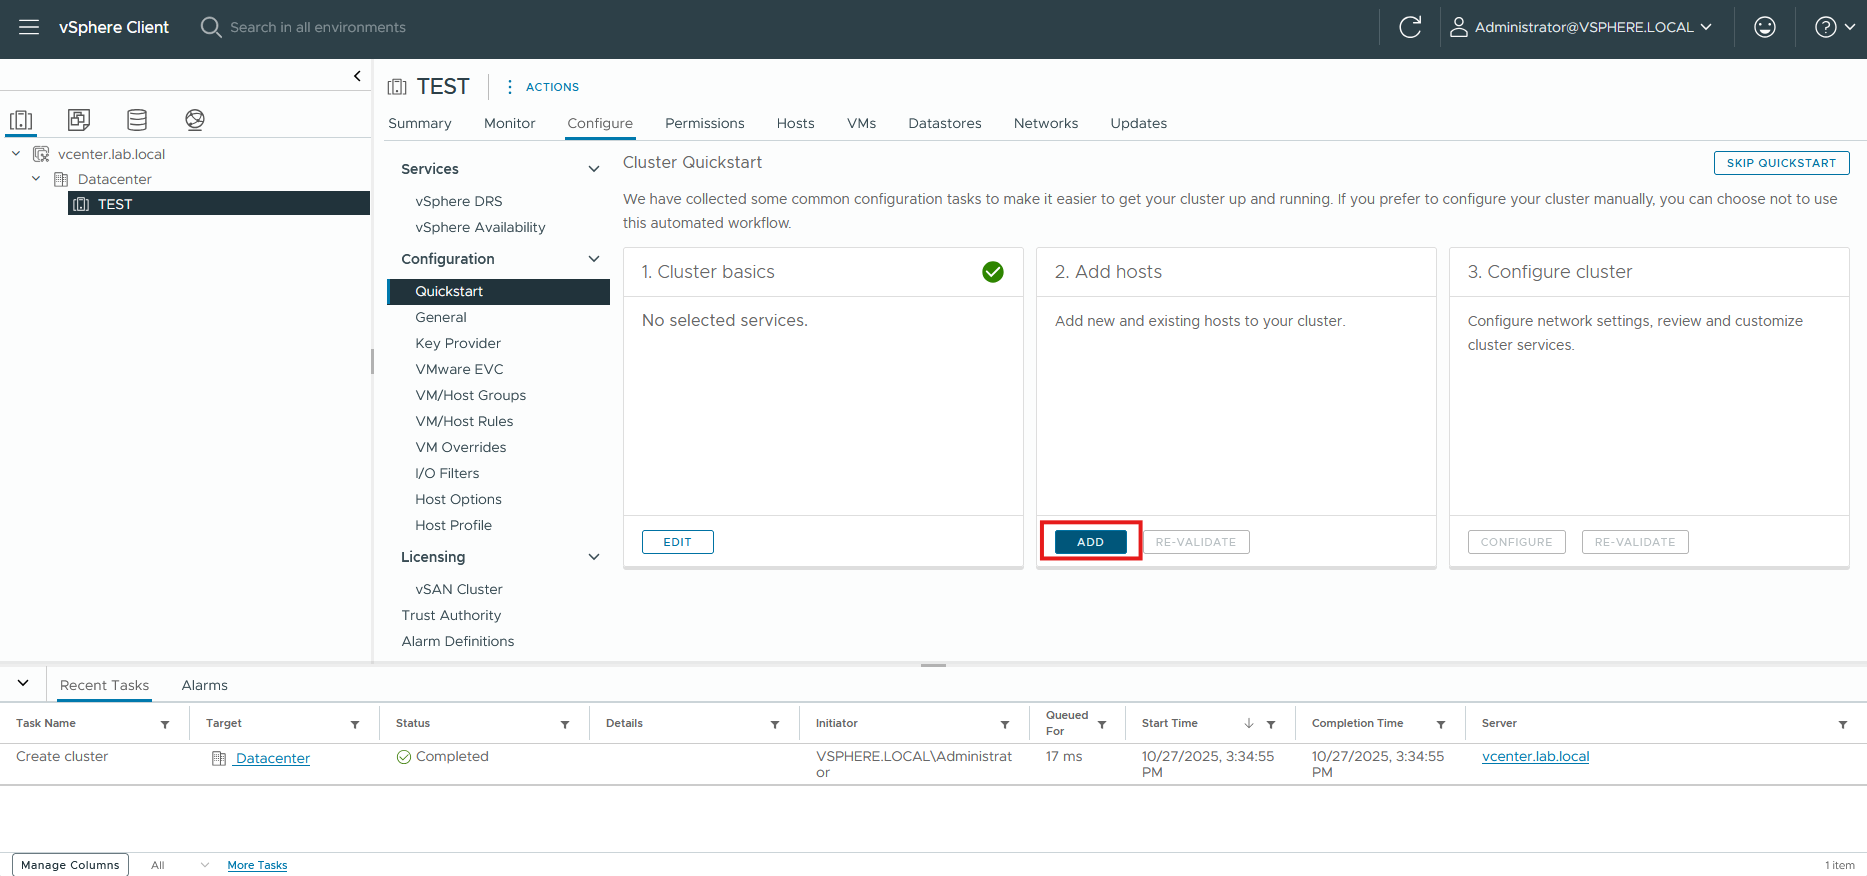 vSphere Client
Search in all environments
Administrator@VSPHERE.LOCAL
vcenter.lab.local
Datacenter
TEST
TEST
ACTIONS
Summary
Monitor
Configure
Permissions
Hosts
VMs
Datastores
Networks
Updates
Services
vSphere DRS
vSphere Availability
Configuration
Quickstart
General
Key Provider
VMware EVC
VM/Host Groups
VM/Host Rules
VM Overrides
I/O Filters
Host Options
Host Profile
Licensing
vSAN Cluster
Trust Authority
Alarm Definitions
Cluster Quickstart
SKIP QUICKSTART
We have collected some common configuration tasks to make it easier to get your cluster up and running. If you prefer to configure your cluster manually, you can choose not to use
this automated workflow.
1. Cluster basics
No selected services.
EDIT
2. Add hosts
Add new and existing hosts to your cluster.
ADD
RE-VALIDATE
3. Configure cluster
Configure network settings, review and customize
cluster services.
CONFIGURE
RE-VALIDATE
Recent Tasks
Alarms
Task Name
Target
Status
Details
Initiator
Queued
For
Start Time
Completion Time
Server
Create cluster
Datacenter
Completed
VSPHERE.LOCAL\Administrat
or
17 ms
10/27/2025, 3:34:55
PM
10/27/2025, 3:34:55
PM
vcenter.lab.local
Manage Columns
All
More Tasks
1 item